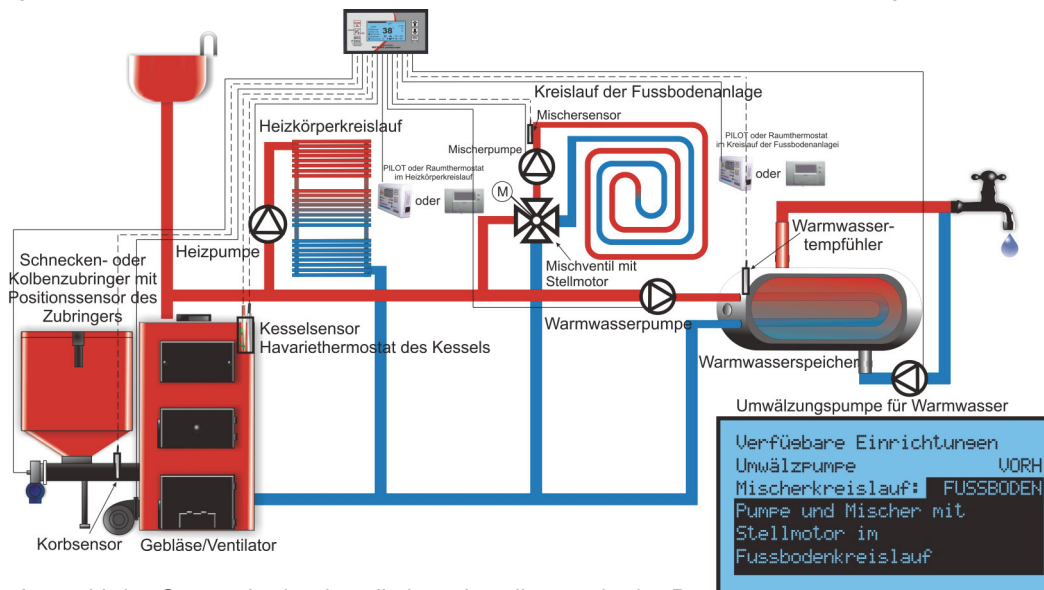 38
Kreislauf der Fussbodenanlage
Mischersensor
Heizkörperkreislauf
Mischerpumpe
PILOT oder Raumthermostat
im Heizkörperkreislauf
oder
PILOT oder Raumthermostat
im Kreislauf der Fussbodenanlagei
oder
M
Heizpumpe
Mischventil mit
Stellmotor
Warmwasser-
tempfühler
Schnecken- oder
Kolbenzubringer mit
Positionssensor des
Zubringers
Kesselsensor
Havariethermostat des Kessels
Warmwasserpumpe
Warmwasserspeicher
Umwälzungspumpe für Warmwasser
Korbsensor
Gebläse/Ventilator
Verfügbare Einrichtungen
Umwälzpumpe VORH
Mischerkreislauf: FUSSBODEN
Pumpe und Mischer mit
Stellmotor im
Fussbodenkreislauf